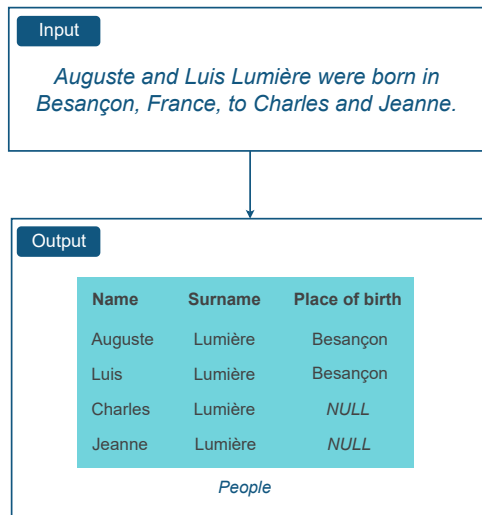 Input
Auguste and Luis Lumière were born in
Besançon, France, to Charles and Jeanne.
Output
Name Surname Place of birth
Auguste Lumière Besançon
Luis Lumière Besançon
Charles Lumière NULL
Jeanne Lumière NULL
People